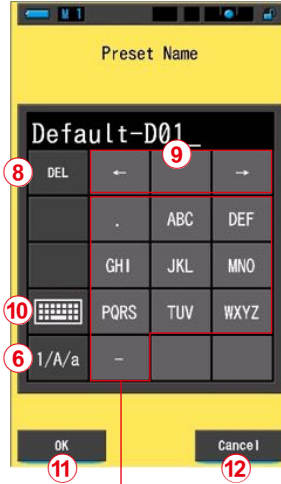 M 1
Preset Name
Default-D01_
9
8 DEL ← →
. ABC DEF
GHI JKL MNO
10 PQRS TUV WXYZ
6 1/A/a –
OK Cancel
11 12